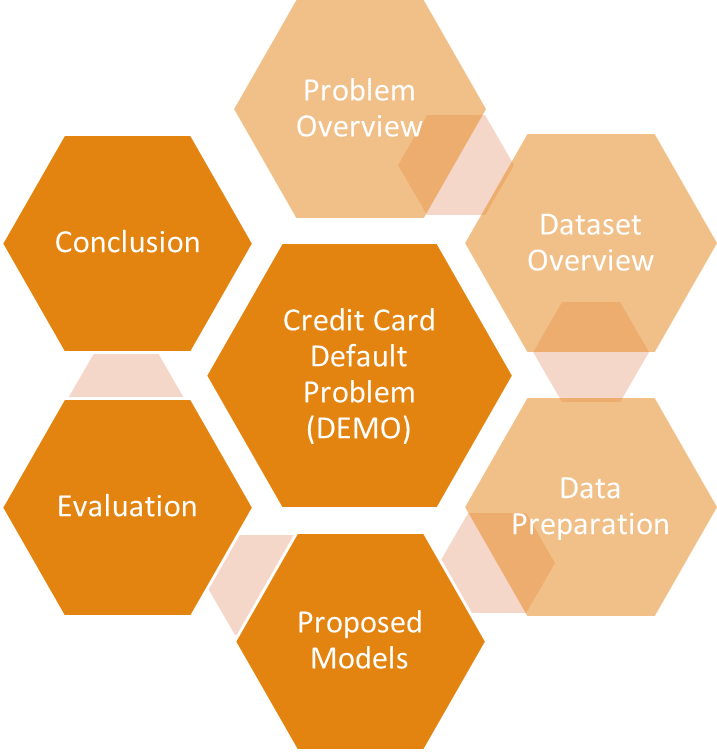 Problem
Overview
Dataset
Overview
Data
Preparation
Proposed
Models
Evaluation
Conclusion
Credit Card
Default
Problem
(DEMO)